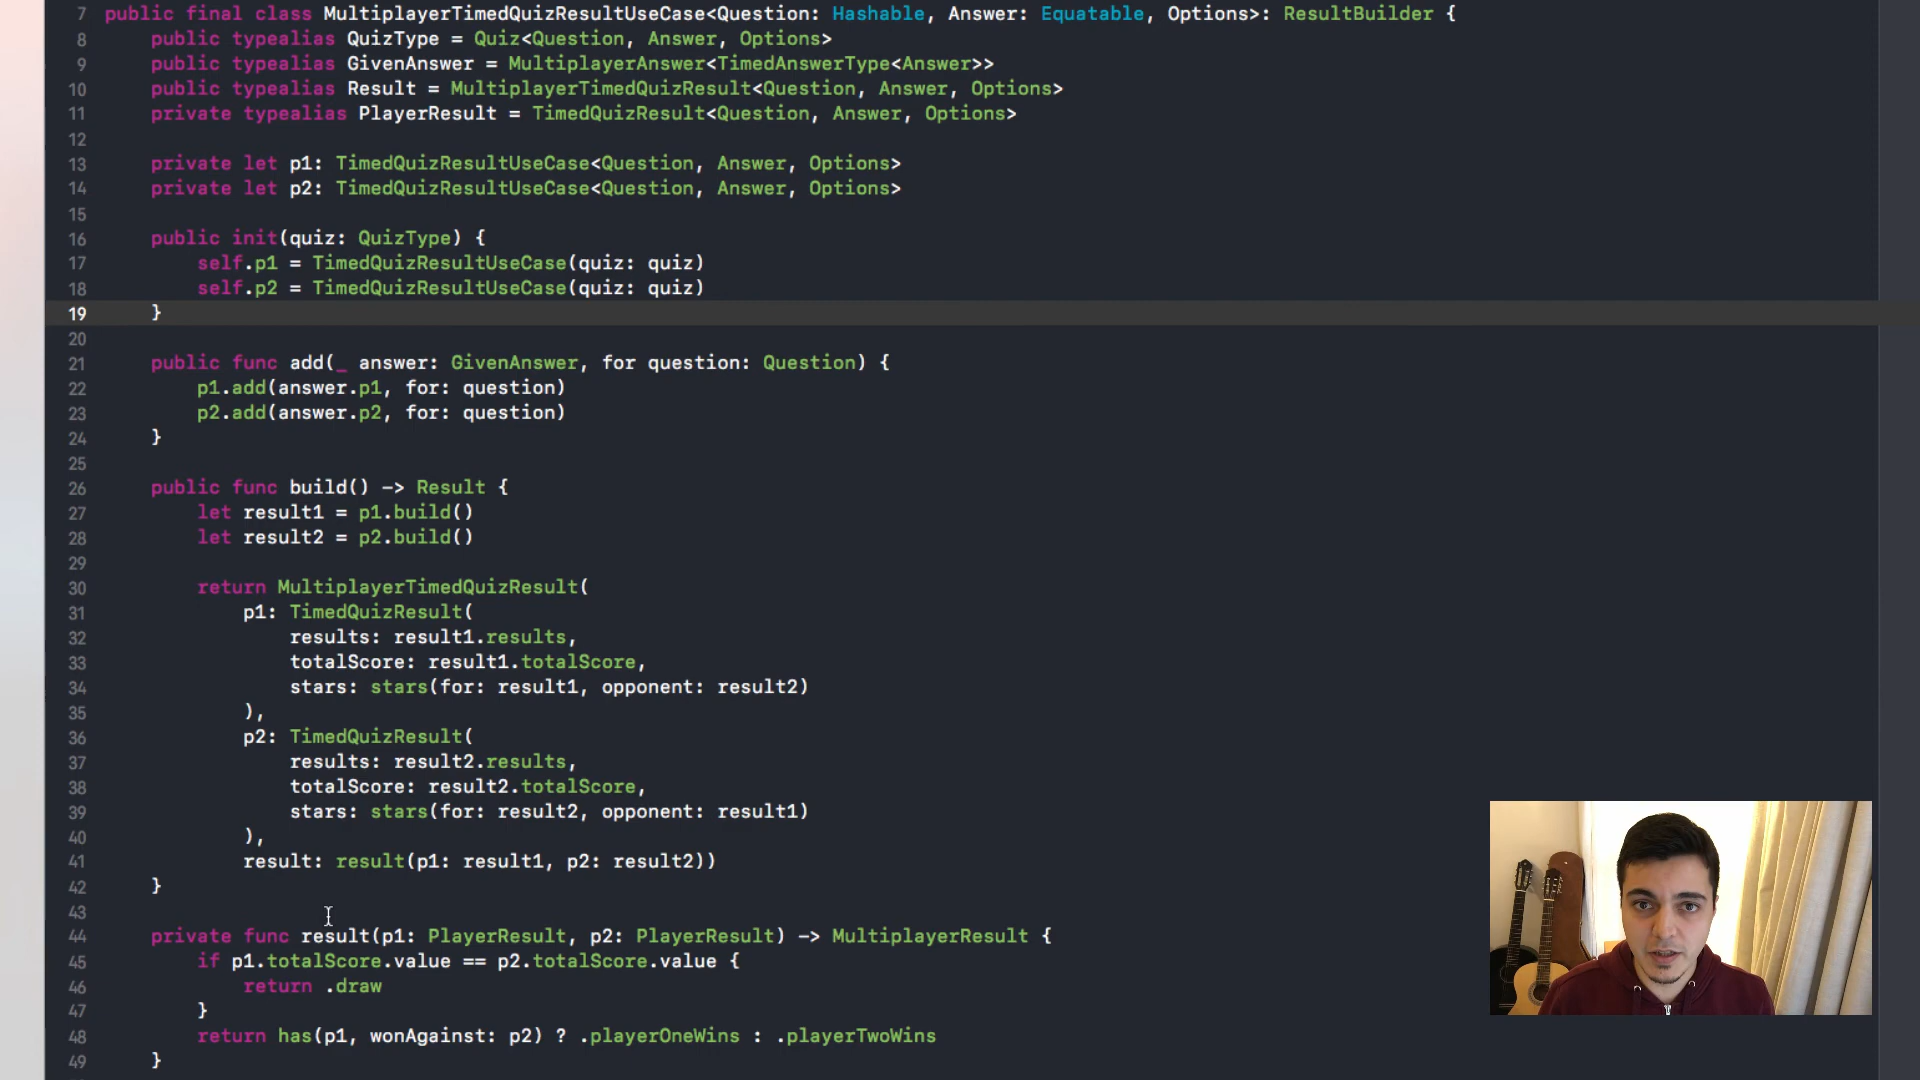 7 public final class MultiplayerTimedQuizResultUseCase<Question: Hashable, Answer: Equatable, Options>: ResultBuilder {
8 public typealias QuizType = Quiz<Question, Answer, Options>
9 public typealias GivenAnswer = MultiplayerAnswer<TimedAnswerType<Answer>>
10 public typealias Result = MultiplayerTimedQuizResult<Question, Answer, Options>
11 private typealias PlayerResult = TimedQuizResult<Question, Answer, Options>
12
13 private let p1: TimedQuizResultUseCase<Question, Answer, Options>
14 private let p2: TimedQuizResultUseCase<Question, Answer, Options>
15
16 public init(quiz: QuizType) {
17 self.p1 = TimedQuizResultUseCase(quiz: quiz)
18 self.p2 = TimedQuizResultUseCase(quiz: quiz)
19 }
20
21 public func add(_ answer: GivenAnswer, for question: Question) {
22 p1.add(answer.p1, for: question)
23 p2.add(answer.p2, for: question)
24 }
25
26 public func build() -> Result {
27 let result1 = p1.build()
28 let result2 = p2.build()
29
30 return MultiplayerTimedQuizResult(
31 p1: TimedQuizResult(
32 results: result1.results,
33 totalScore: result1.totalScore,
34 stars: stars(for: result1, opponent: result2)
35 ),
36 p2: TimedQuizResult(
37 results: result2.results,
38 totalScore: result2.totalScore,
39 stars: stars(for: result2, opponent: result1)
40 ),
41 result: result(p1: result1, p2: result2))
42 }
43
44 private func result(p1: PlayerResult, p2: PlayerResult) -> MultiplayerResult {
45 if p1.totalScore.value == p2.totalScore.value {
46 return .draw
47 }
48 return has(p1, wonAgainst: p2) ? .playerOneWins : .playerTwoWins
49 }